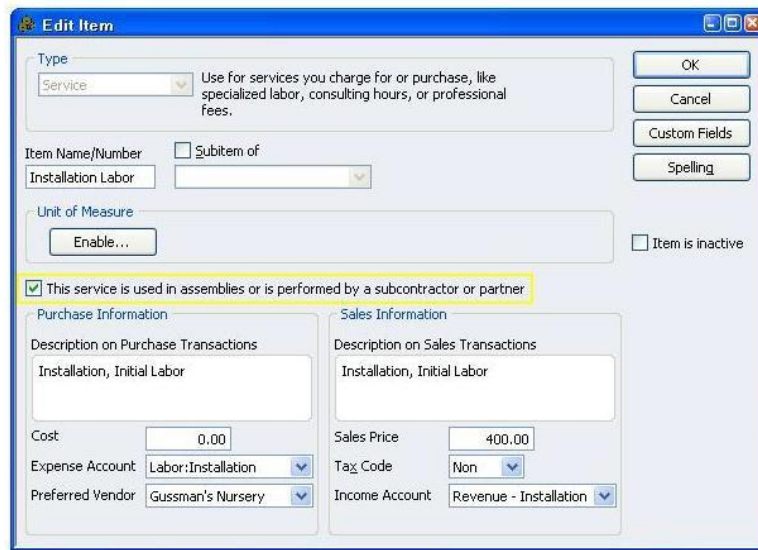 Edit Item
Type
Service
Use for services you charge for or purchase, like
specialized labor, consulting hours, or professional
fees.
OK
Cancel
Custom Fields
Spelling
Item Name/Number
Subitem of
Installation Labor
Unit of Measure
Enable...
Item is inactive
This service is used in assemblies or is performed by a subcontractor or partner
Purchase Information
Description on Purchase Transactions
Installation, Initial Labor
Cost 0.00
Expense Account Labor:Installation
Preferred Vendor Gussman's Nursery
Sales Information
Description on Sales Transactions
Installation, Initial Labor
Sales Price 400.00
Tax Code Non
Income Account Revenue - Installation